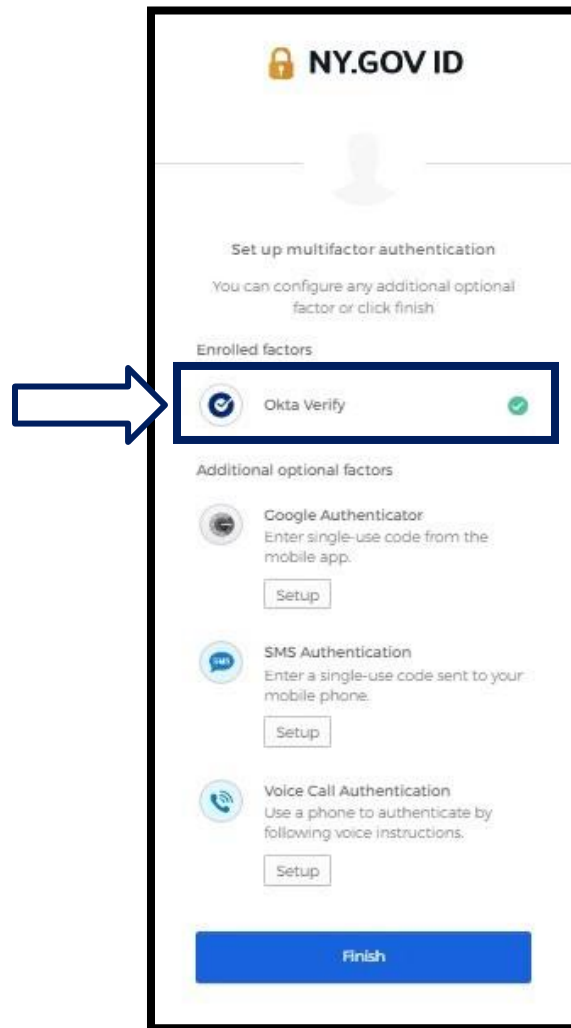 NY.GOV ID
Set up multifactor authentication
You can configure any additional optional
factor or click finish
Enrolled factors
Okta Verify
Additional optional factors
Google Authenticator
Enter single-use code from the
mobile app.
Setup
SMS
SMS Authentication
Enter a single-use code sent to your
mobile phone.
Setup
Voice Call Authentication
Use a phone to authenticate by
following voice instructions.
Setup
Finish